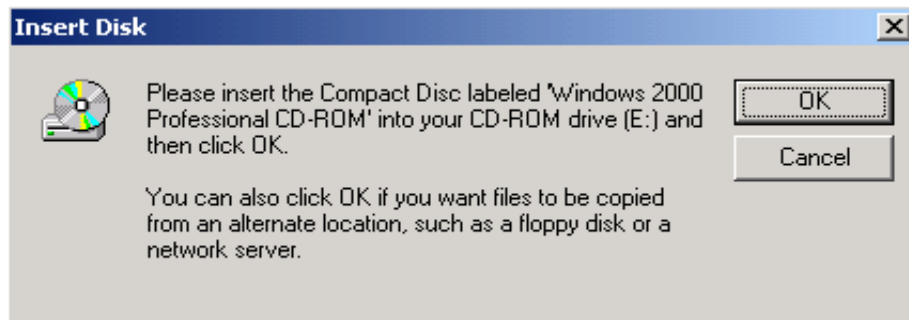 Insert Disk
Please insert the Compact Disc labeled 'Windows 2000
Professional CD-ROM' into your CD-ROM drive (E:) and
then click OK.
You can also click OK if you want files to be copied
from an alternate location, such as a floppy disk or a
network server.
OK
Cancel